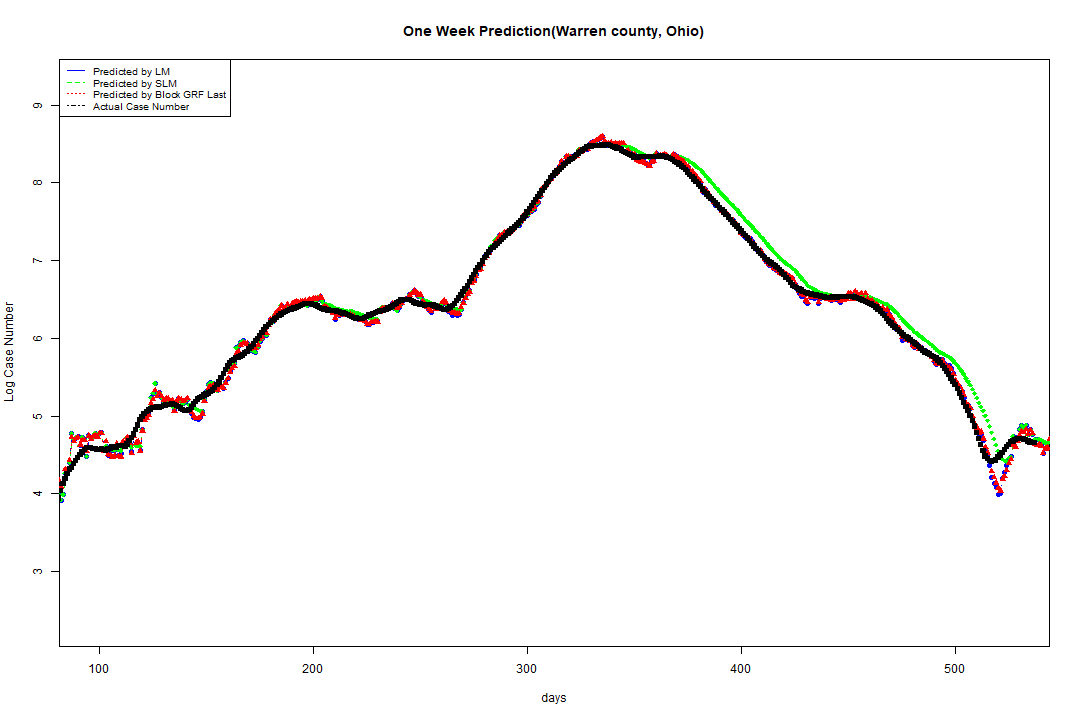 One Week Prediction(Warren county, Ohio)
Predicted by LM
Predicted by SLM
Predicted by Block GRF Last
Actual Case Number
9
8
7
6
5
4
3
Log Case Number
100 200 300 400 500
days